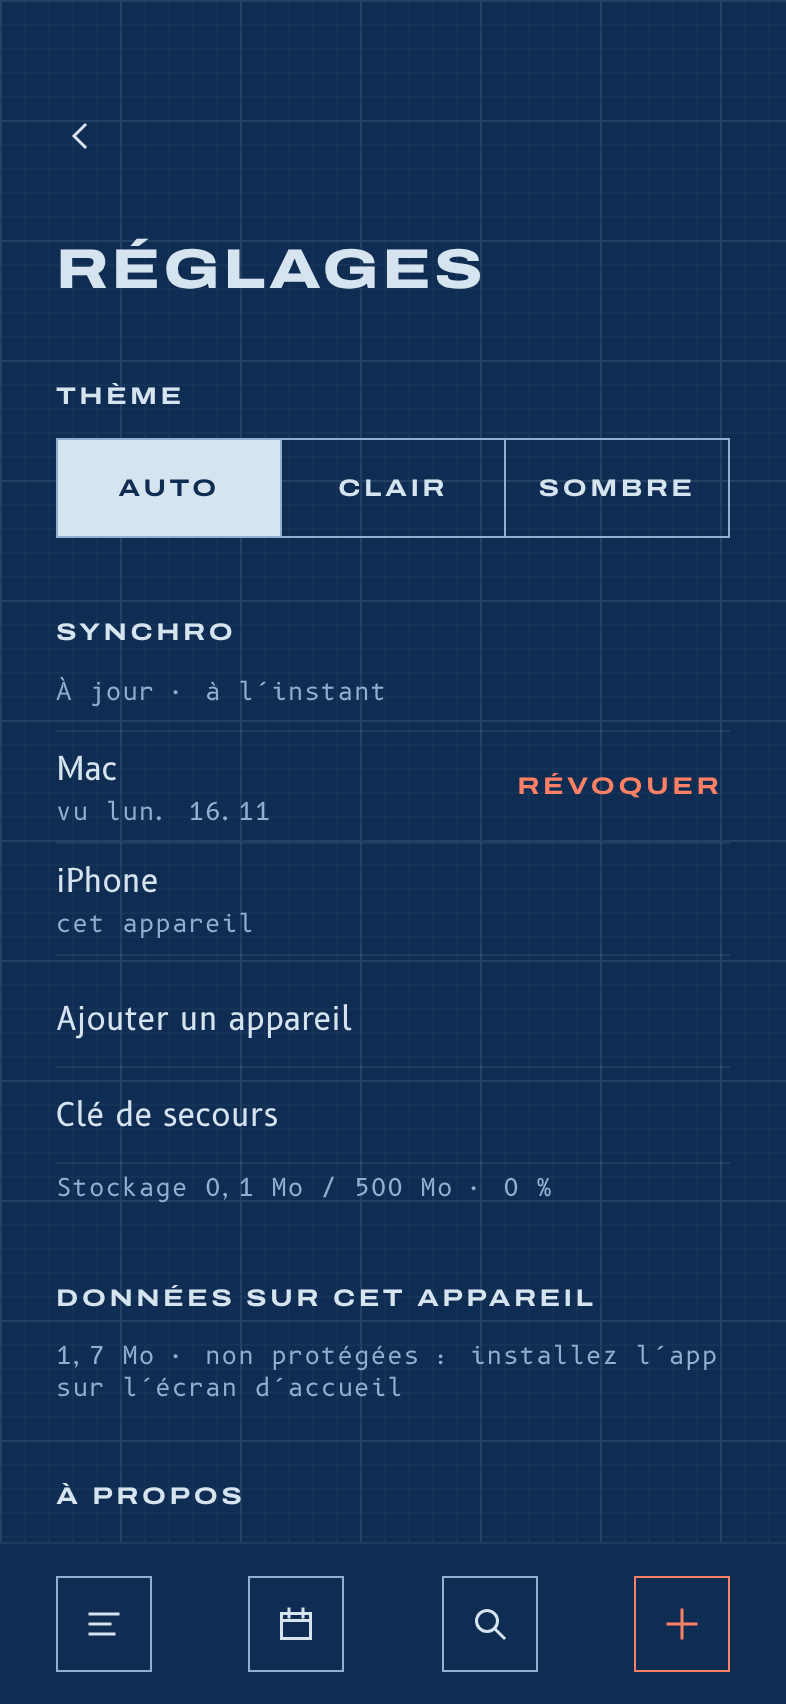 RÉGLAGES
THÈME
AUTO CLAIR SOMBRE
SYNCHRO
À jour · à l´instant
Mac
RÉVOQUER
vu lun. 16.11
iPhone
cet appareil
Ajouter un appareil
Clé de secours
Stockage 0,1 Mo / 500 Mo · 0 %
DONNÉES SUR CET APPAREIL
1,7 Mo · non protégées : installez l´app
sur l´écran d´accueil
À PROPOS